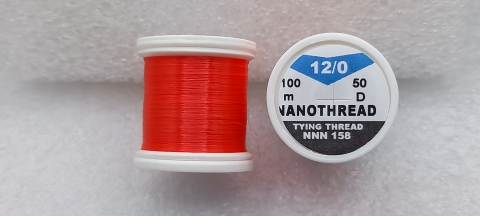 12/0
100 50
m D
NANOTHREAD
TYING THREAD
NNN 158